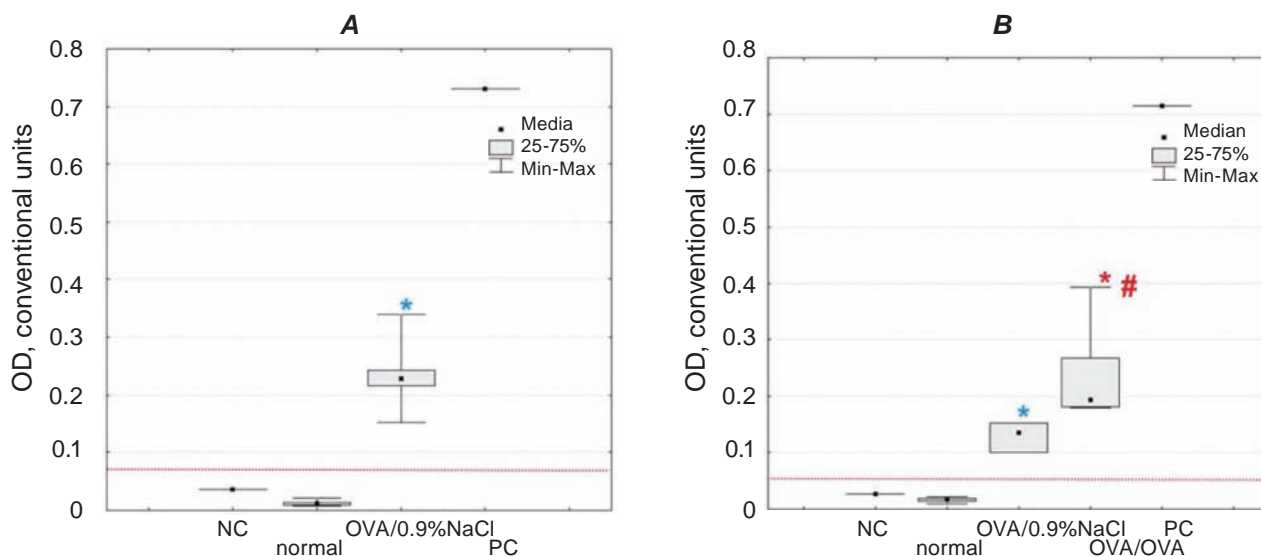 A
0.8
0.7
0.6
0.5
0.4
0.3
0.2
0.1
0
OD, conventional units
Media
25-75%
Min-Max
*
NC
OVA/0.9%NaCl
normal
PC
B
0.8
0.7
0.6
0.5
0.4
0.3
0.2
0.1
0
OD, conventional units
Median
25-75%
Min-Max
* #
*
NC
OVA/0.9%NaCl
PC
normal
OVA/OVA